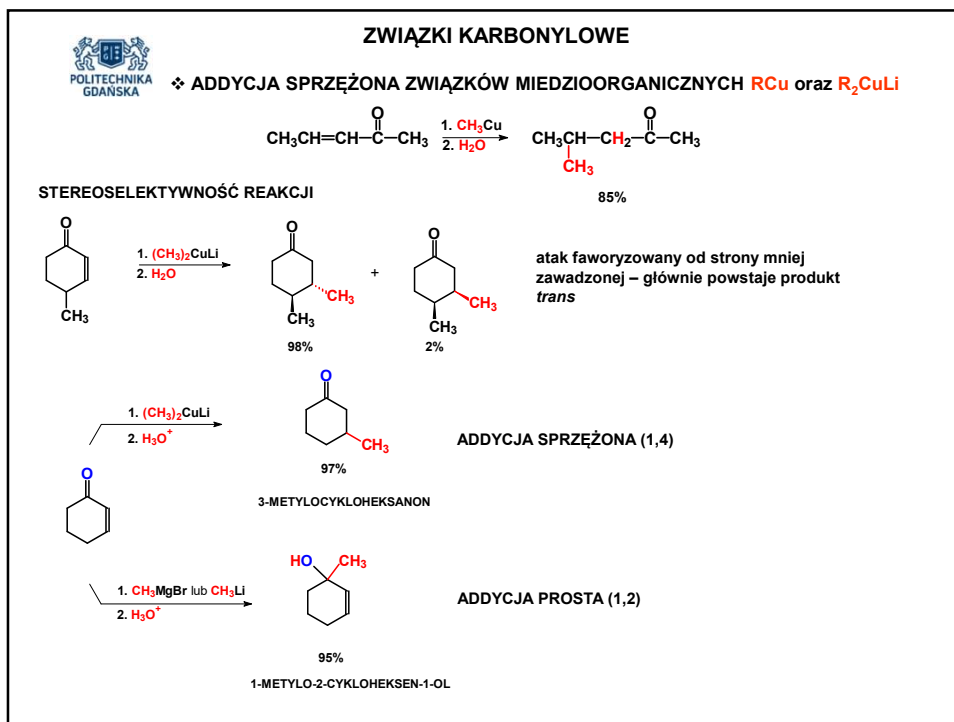 ZWIĄZKI KARBONYLOWE
POLITECHNIKA
GDAŃSKA
❖ ADDYCJA SPRZĘŻONA ZWIĄZKÓW MIEDZIOORGANICZNYCH RCu oraz R₂CuLi
O
CH₃CH=CH–C–CH₃
1. CH₃Cu
2. H₂O
O
CH₃CH–CH₂–C–CH₃
CH₃
85%
STEREOSELEKTYWNOŚĆ REAKCJI
O
CH₃
1. (CH₃)₂CuLi
2. H₂O
O
CH₃
CH₃
98%
+
O
CH₃
CH₃
2%
atak faworyzowany od strony mniej
zawadzonej – głównie powstaje produkt
trans
1. (CH₃)₂CuLi
2. H₃O⁺
O
CH₃
97%
3-METYLOCYKLOHEKSANON
ADDYCJA SPRZĘŻONA (1,4)
O
1. CH₃MgBr lub CH₃Li
2. H₃O⁺
HO CH₃
95%
1-METYLO-2-CYKLOHEKSEN-1-OL
ADDYCJA PROSTA (1,2)